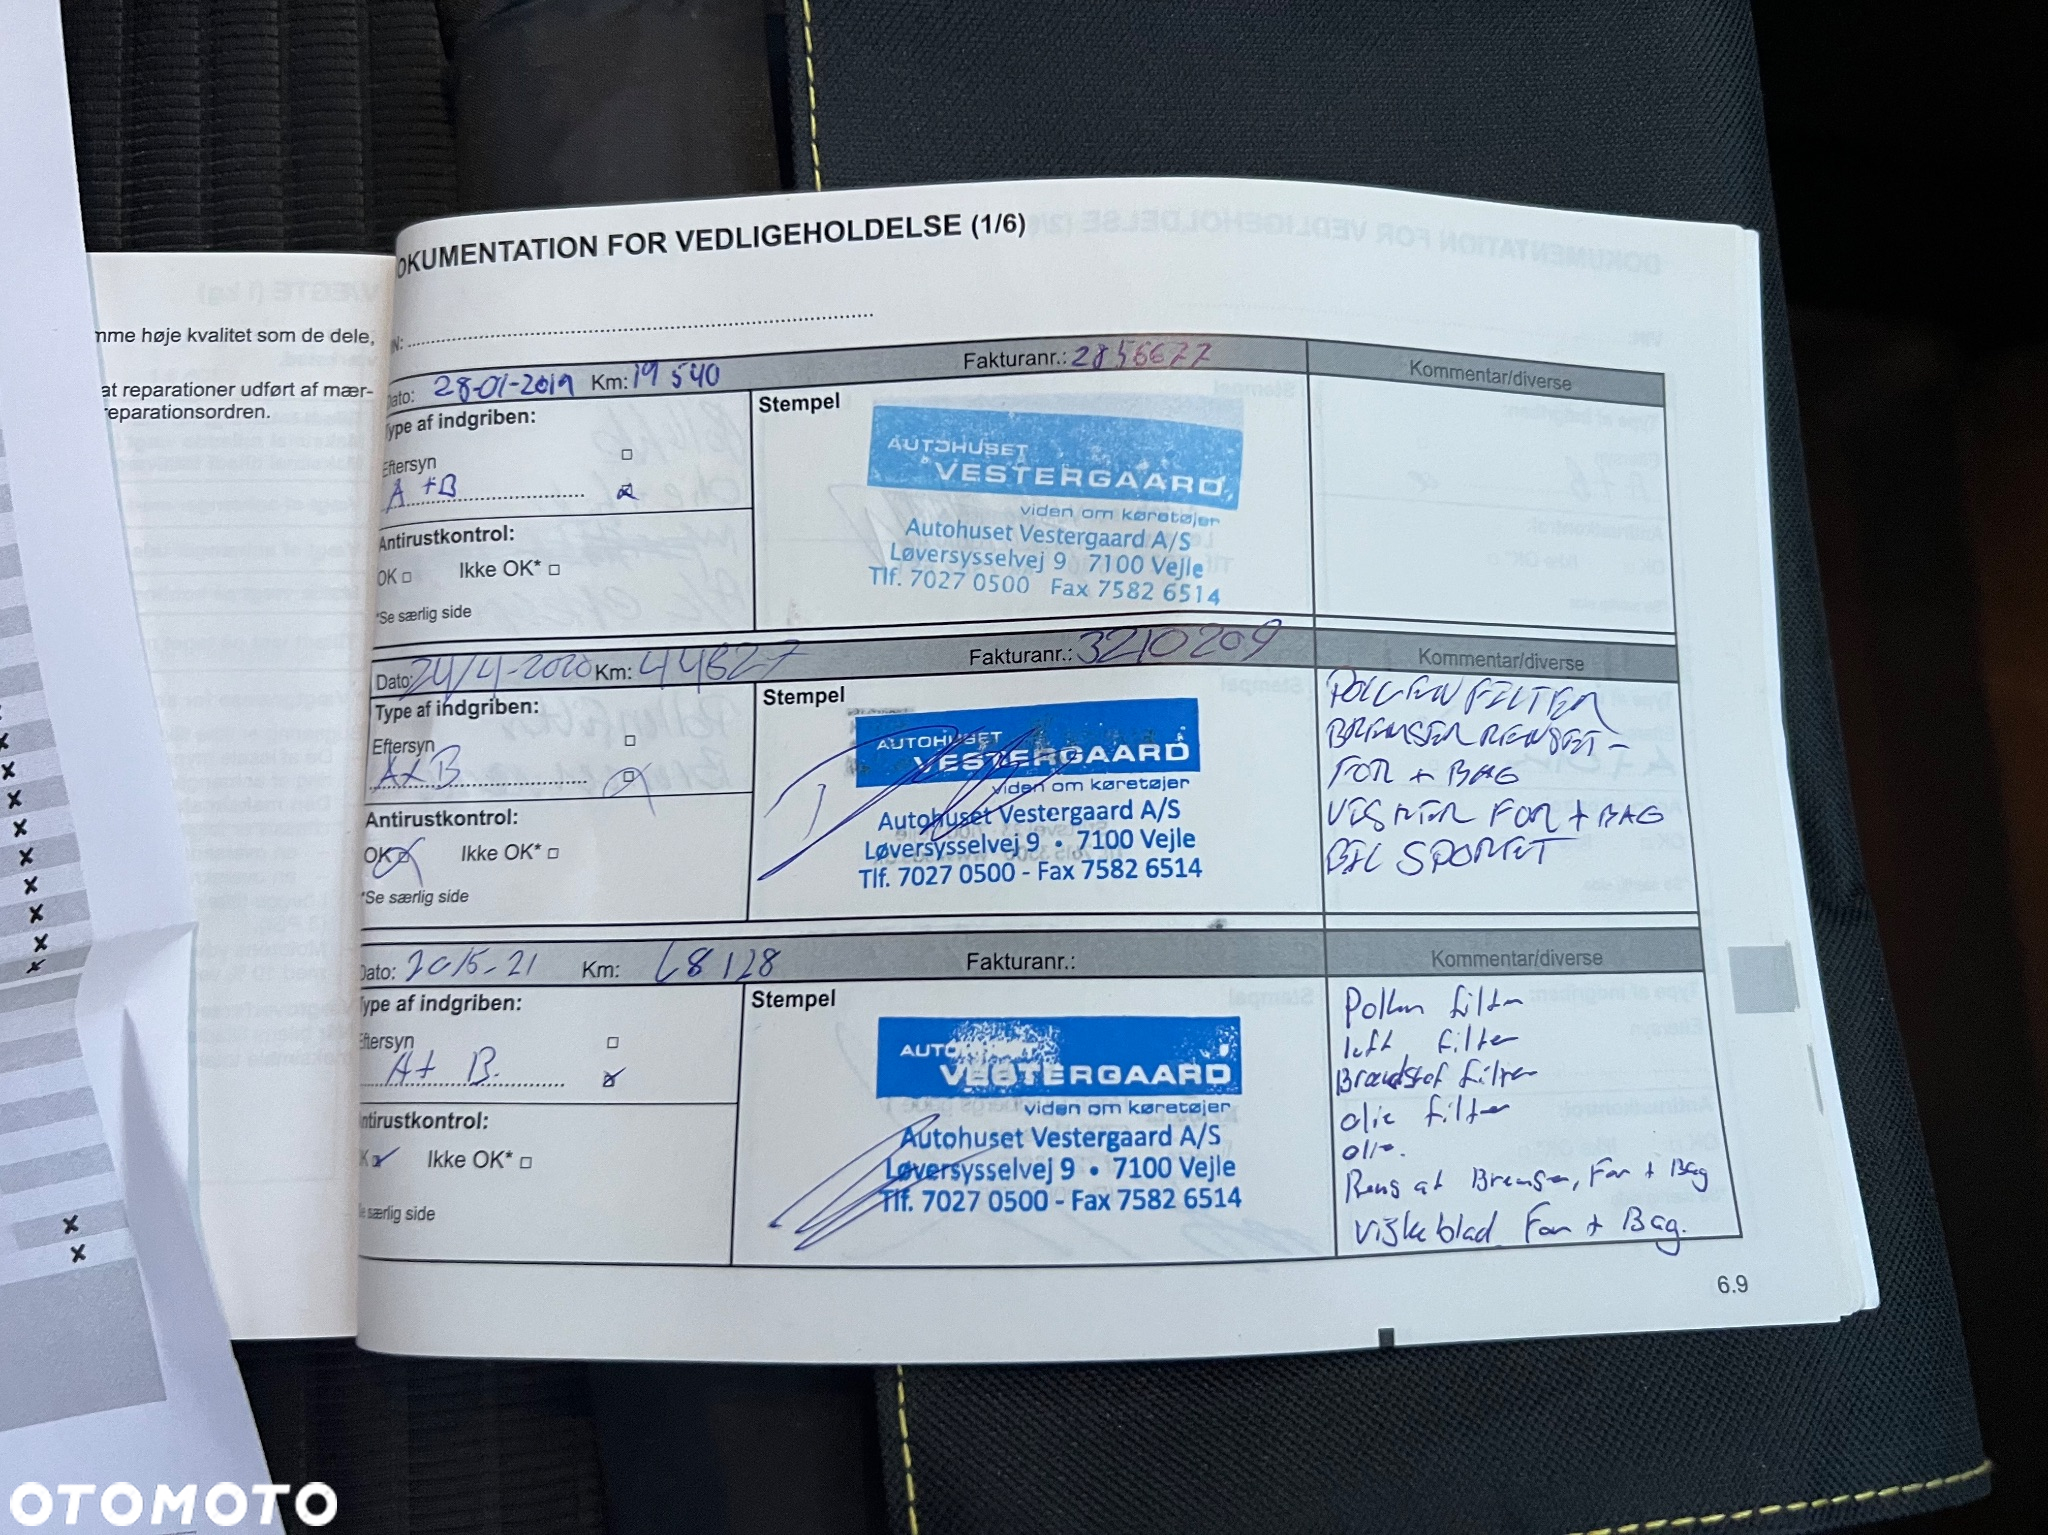 mme høje kvalitet som de dele,
at reparationer udført af mær-
reparationsordren.
OKUMENTATION FOR VEDLIGEHOLDELSE (1/6)
N:
Dato: 28-01-2019 Km: 19 540 Fakturanr.: 2856677 Kommentar/diverse
Type af indgriben:
Stempel
Eftersyn
A+B
Antirustkontrol:
OK Ikke OK*
*Se særlig side
AUTOHUSET
VESTERGAARD
viden om køretøjer
Autohuset Vestergaard A/S
Løversysselvej 9 7100 Vejle
Tlf. 7027 0500 Fax 7582 6514
Dato: 24/4-2020 Km: 44827 Fakturanr.: 3210209 Kommentar/diverse
Type af indgriben:
Stempel
Eftersyn
A+B
Antirustkontrol:
OK Ikke OK*
*Se særlig side
AUTOHUSET
VESTERGAARD
viden om køretøjer
Autohuset Vestergaard A/S
Løversysselvej 9 • 7100 Vejle
Tlf. 7027 0500 - Fax 7582 6514
POLLENFILTER
BREMSER RENSET -
FOR + BAG
VISKER FOR + BAG
BIL SPORET
Dato: 20/5-21 Km: 68128 Fakturanr.: Kommentar/diverse
Type af indgriben:
Stempel
Eftersyn
A+ B.
ntirustkontrol:
K Ikke OK*
e særlig side
AUTOHUSET
VESTERGAARD
viden om køretøjer
Autohuset Vestergaard A/S
Løversysselvej 9 • 7100 Vejle
Tlf. 7027 0500 - Fax 7582 6514
Pollen filter
luft filter
Brændstof filter
olie filter
olie.
Rens af Bremser, For + Bag
Viskeblad For + Bag.
6.9
OTOMOTO